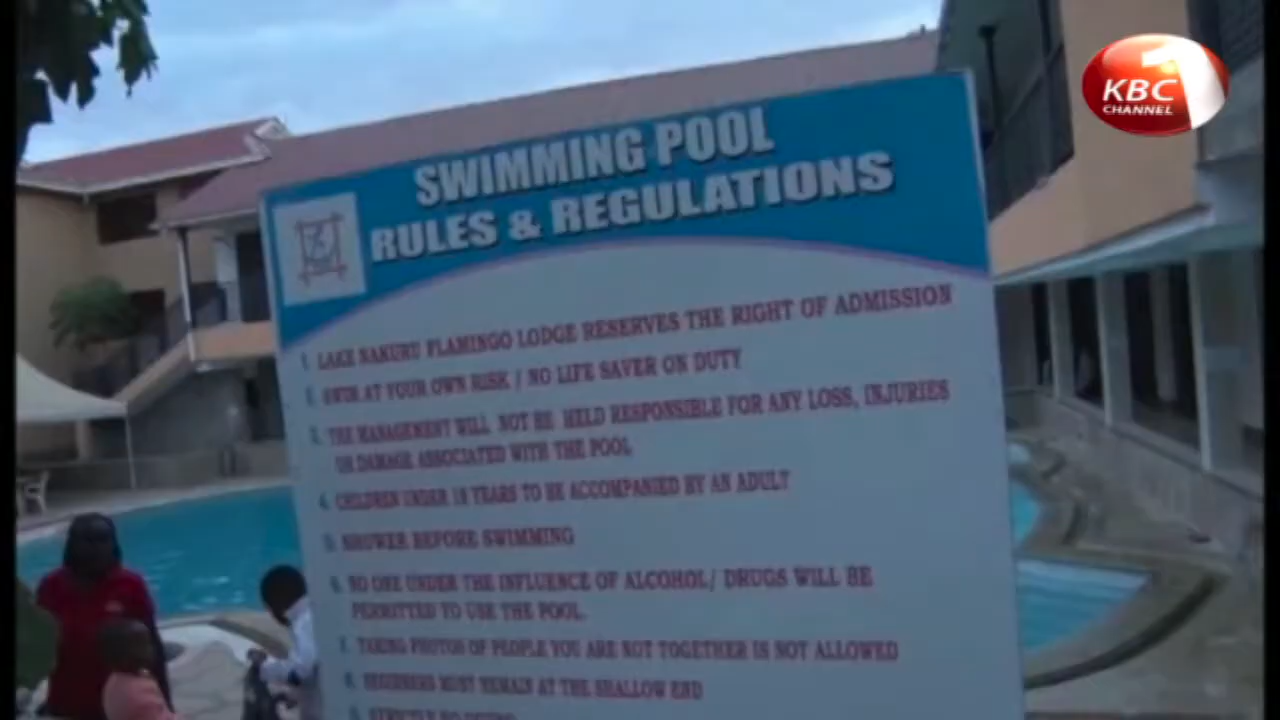 KBC 1
CHANNEL
SWIMMING POOL
RULES & REGULATIONS
1. LAKE NAKURU FLAMINGO LODGE RESERVES THE RIGHT OF ADMISSION
2. SWIM AT YOUR OWN RISK / NO LIFE SAVER ON DUTY
3. THE MANAGEMENT WILL NOT BE HELD RESPONSIBLE FOR ANY LOSS, INJURIES
OR DAMAGE ASSOCIATED WITH THE POOL
4. CHILDREN UNDER 18 YEARS TO BE ACCOMPANIED BY AN ADULT
5. SHOWER BEFORE SWIMMING
6. NO ONE UNDER THE INFLUENCE OF ALCOHOL/ DRUGS WILL BE
PERMITTED TO USE THE POOL.
7. TAKING PHOTOS OF PEOPLE YOU ARE NOT TOGETHER IS NOT ALLOWED
8. BEGINNERS MUST REMAIN AT THE SHALLOW END
9. STRICTLY NO